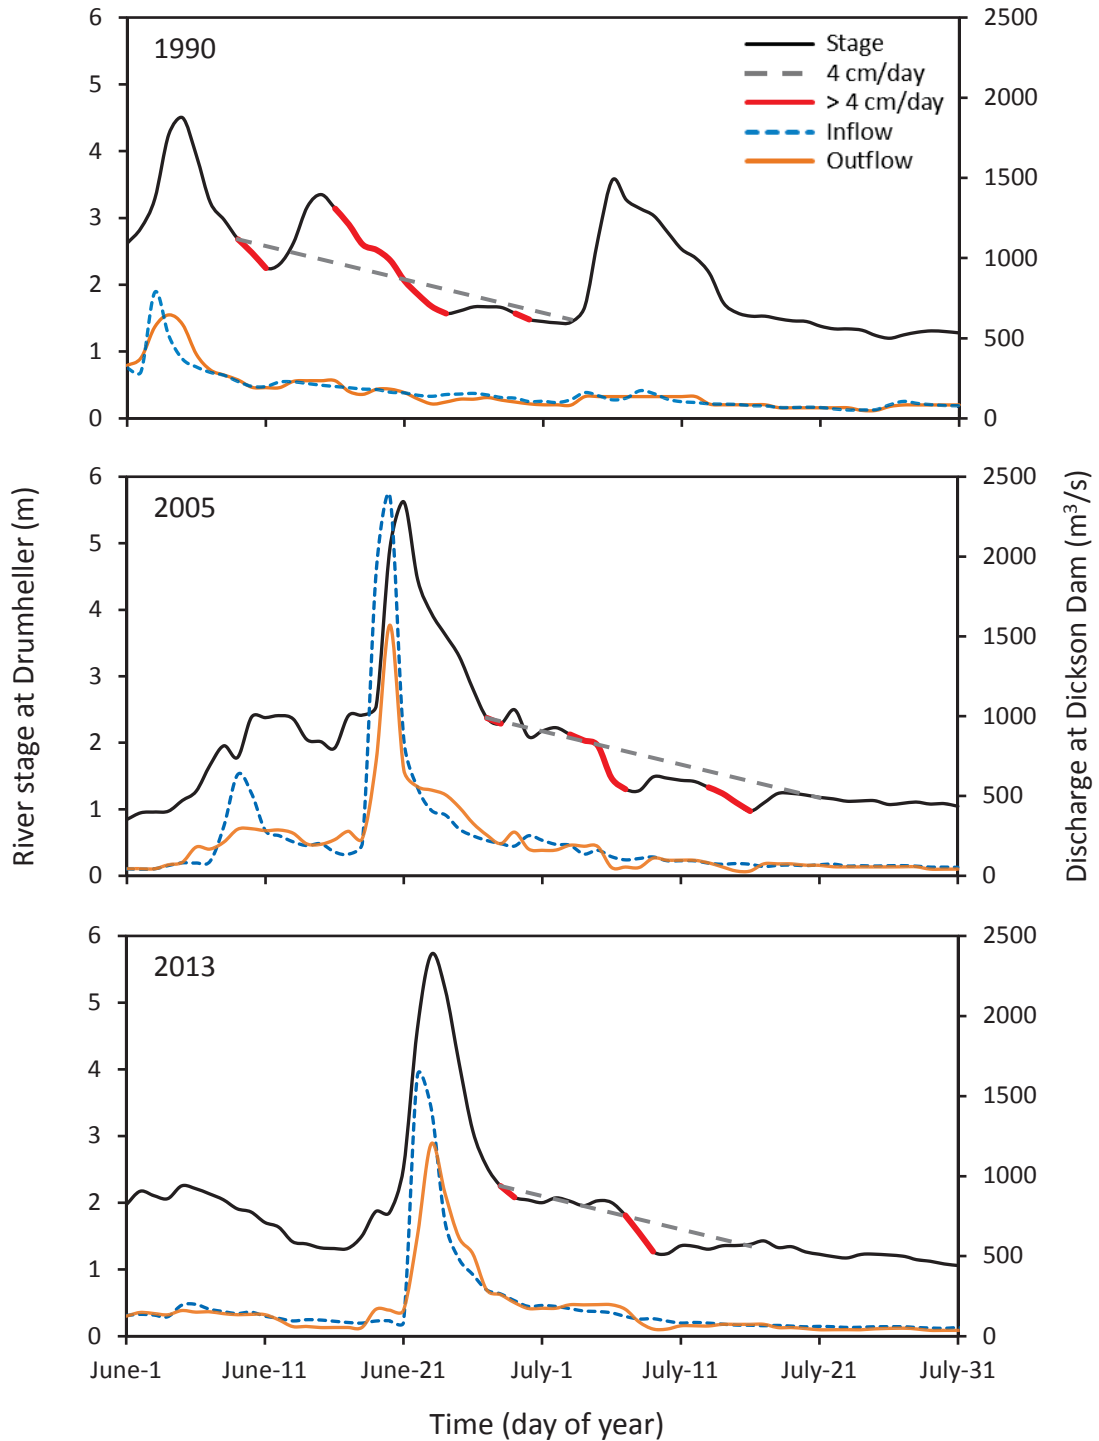 6
5
4
3
2
1
0
2500
2000
1500
1000
500
0
1990
Stage
4 cm/day
> 4 cm/day
Inflow
Outflow
6
5
4
3
2
1
0
2500
2000
1500
1000
500
0
2005
River stage at Drumheller (m)
Discharge at Dickson Dam (m³/s)
6
5
4
3
2
1
0
2500
2000
1500
1000
500
0
2013
June-1
June-11
June-21
July-1
July-11
July-21
July-31
Time (day of year)